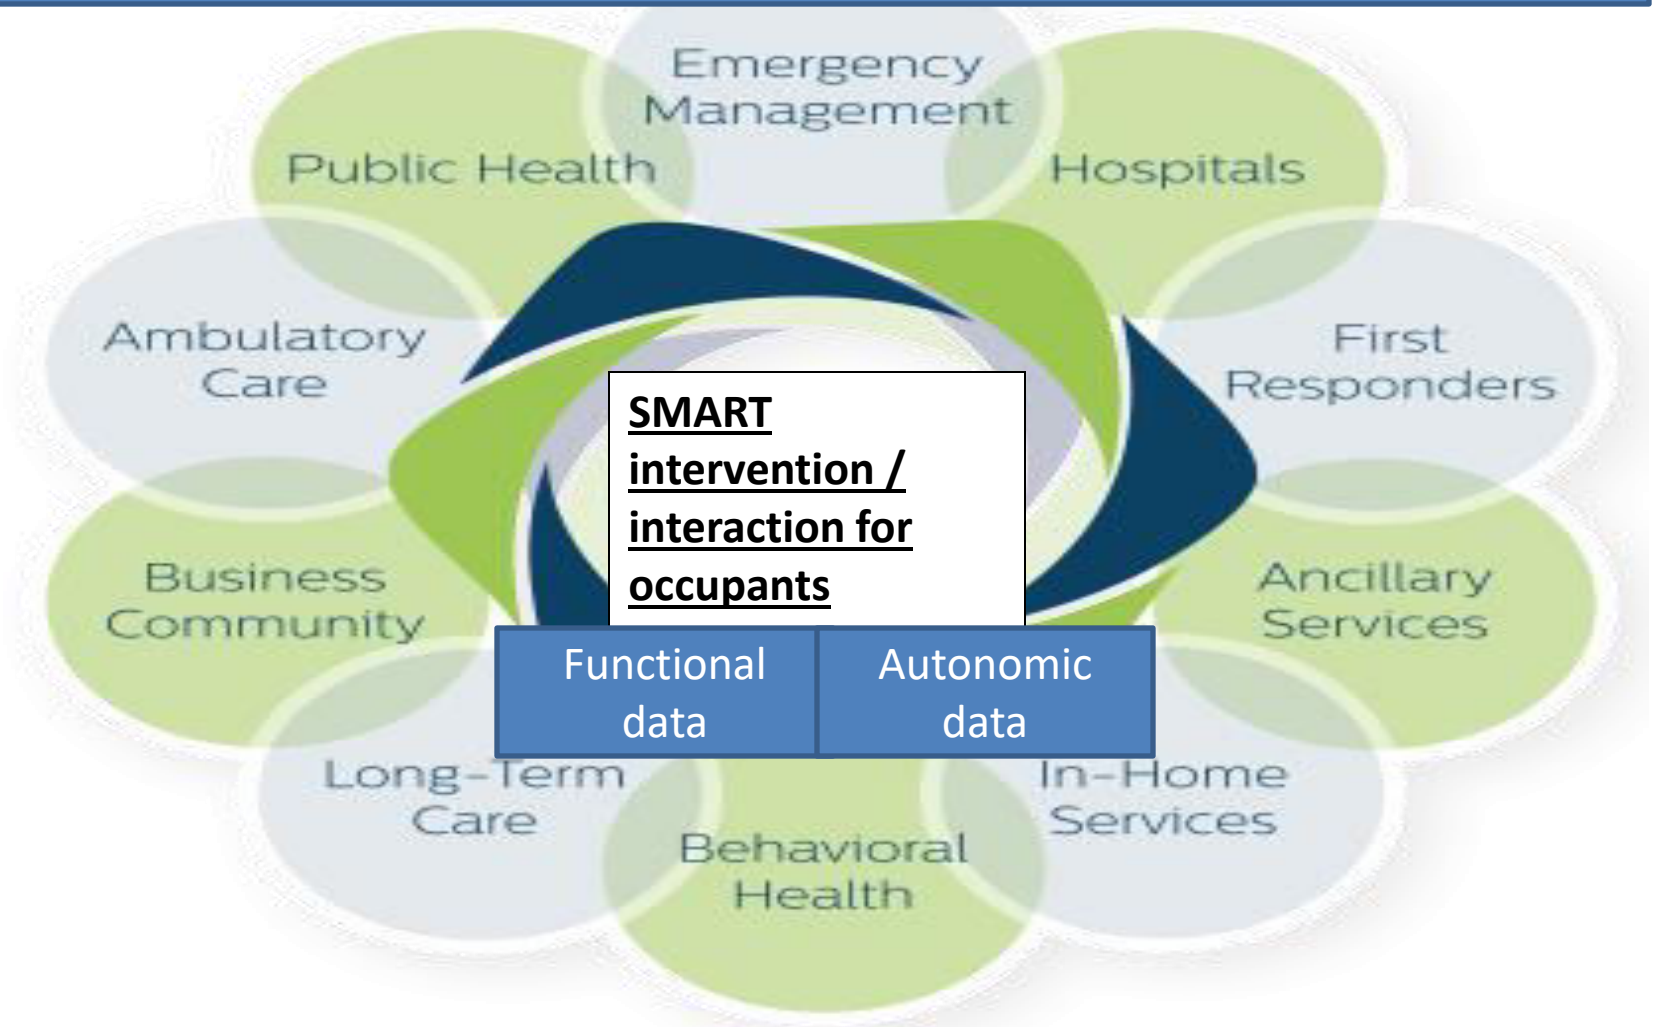 Emergency
Management
Public Health
Hospitals
Ambulatory
Care
First
Responders
SMART
intervention /
interaction for
occupants
Business
Community
Ancillary
Services
Functional
data
Autonomic
data
Long-Term
Care
In-Home
Services
Behavioral
Health